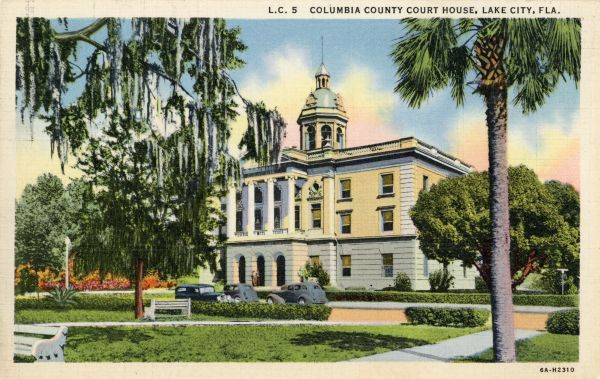 L.C. 5 COLUMBIA COUNTY COURT HOUSE, LAKE CITY, FLA.
6A-H2310